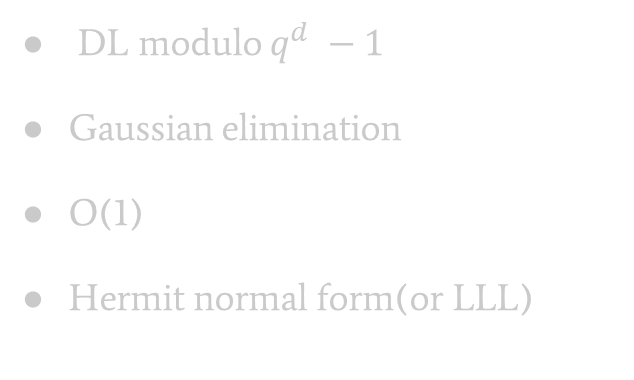 ● DL modulo q^d − 1
● Gaussian elimination
● O(1)
● Hermit normal form(or LLL)